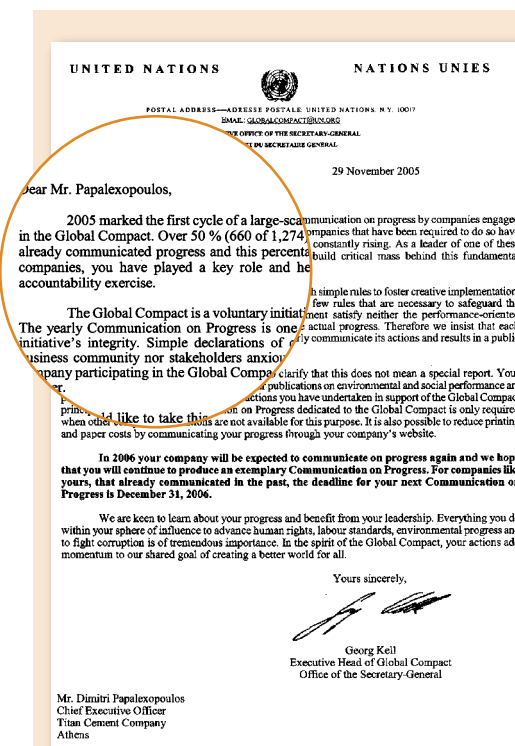 UNITED NATIONS
NATIONS UNIES
POSTAL ADDRESS—ADRESSE POSTALE: UNITED NATIONS, N.Y. 10017
EMAIL: GLOBALCOMPACT@UN.ORG
OFFICE OF THE SECRETARY-GENERAL
DU SECRETAIRE GENERAL
29 November 2005
Dear Mr. Papalexopoulos,
2005 marked the first cycle of a large-sca
in the Global Compact. Over 50 % (660 of 1,274)
already communicated progress and this percenta
companies, you have played a key role and he
accountability exercise.
The Global Compact is a voluntary initiat
The yearly Communication on Progress is one
initiative's integrity. Simple declarations of
business community nor stakeholders anxiou
mpany participating in the Global Compa
er.
ld like to take this
mmunication on progress by companies engage
ompanies that have been required to do so hav
constantly rising. As a leader of one of thes
build critical mass behind this fundamenta
h simple rules to foster creative implementation
few rules that are necessary to safeguard th
ment satisfy neither the performance-oriente
actual progress. Therefore we insist that eac
rly communicate its actions and results in a publi
clarify that this does not mean a special report. You
publications on environmental and social performance ar
ctions you have undertaken in support of the Global Compac
on on Progress dedicated to the Global Compact is only require
when other are not available for this purpose. It is also possible to reduce printin
and paper costs by communicating your progress through your company's website.
In 2006 your company will be expected to communicate on progress again and we hop
that you will continue to produce an exemplary Communication on Progress. For companies lik
yours, that already communicated in the past, the deadline for your next Communication o
Progress is December 31, 2006.
We are keen to learn about your progress and benefit from your leadership. Everything you d
within your sphere of influence to advance human rights, labour standards, environmental progress an
to fight corruption is of tremendous importance. In the spirit of the Global Compact, your actions ad
momentum to our shared goal of creating a better world for all.
Yours sincerely,
Georg Kell
Executive Head of Global Compact
Office of the Secretary-General
Mr. Dimitri Papalexopoulos
Chief Executive Officer
Titan Cement Company
Athens